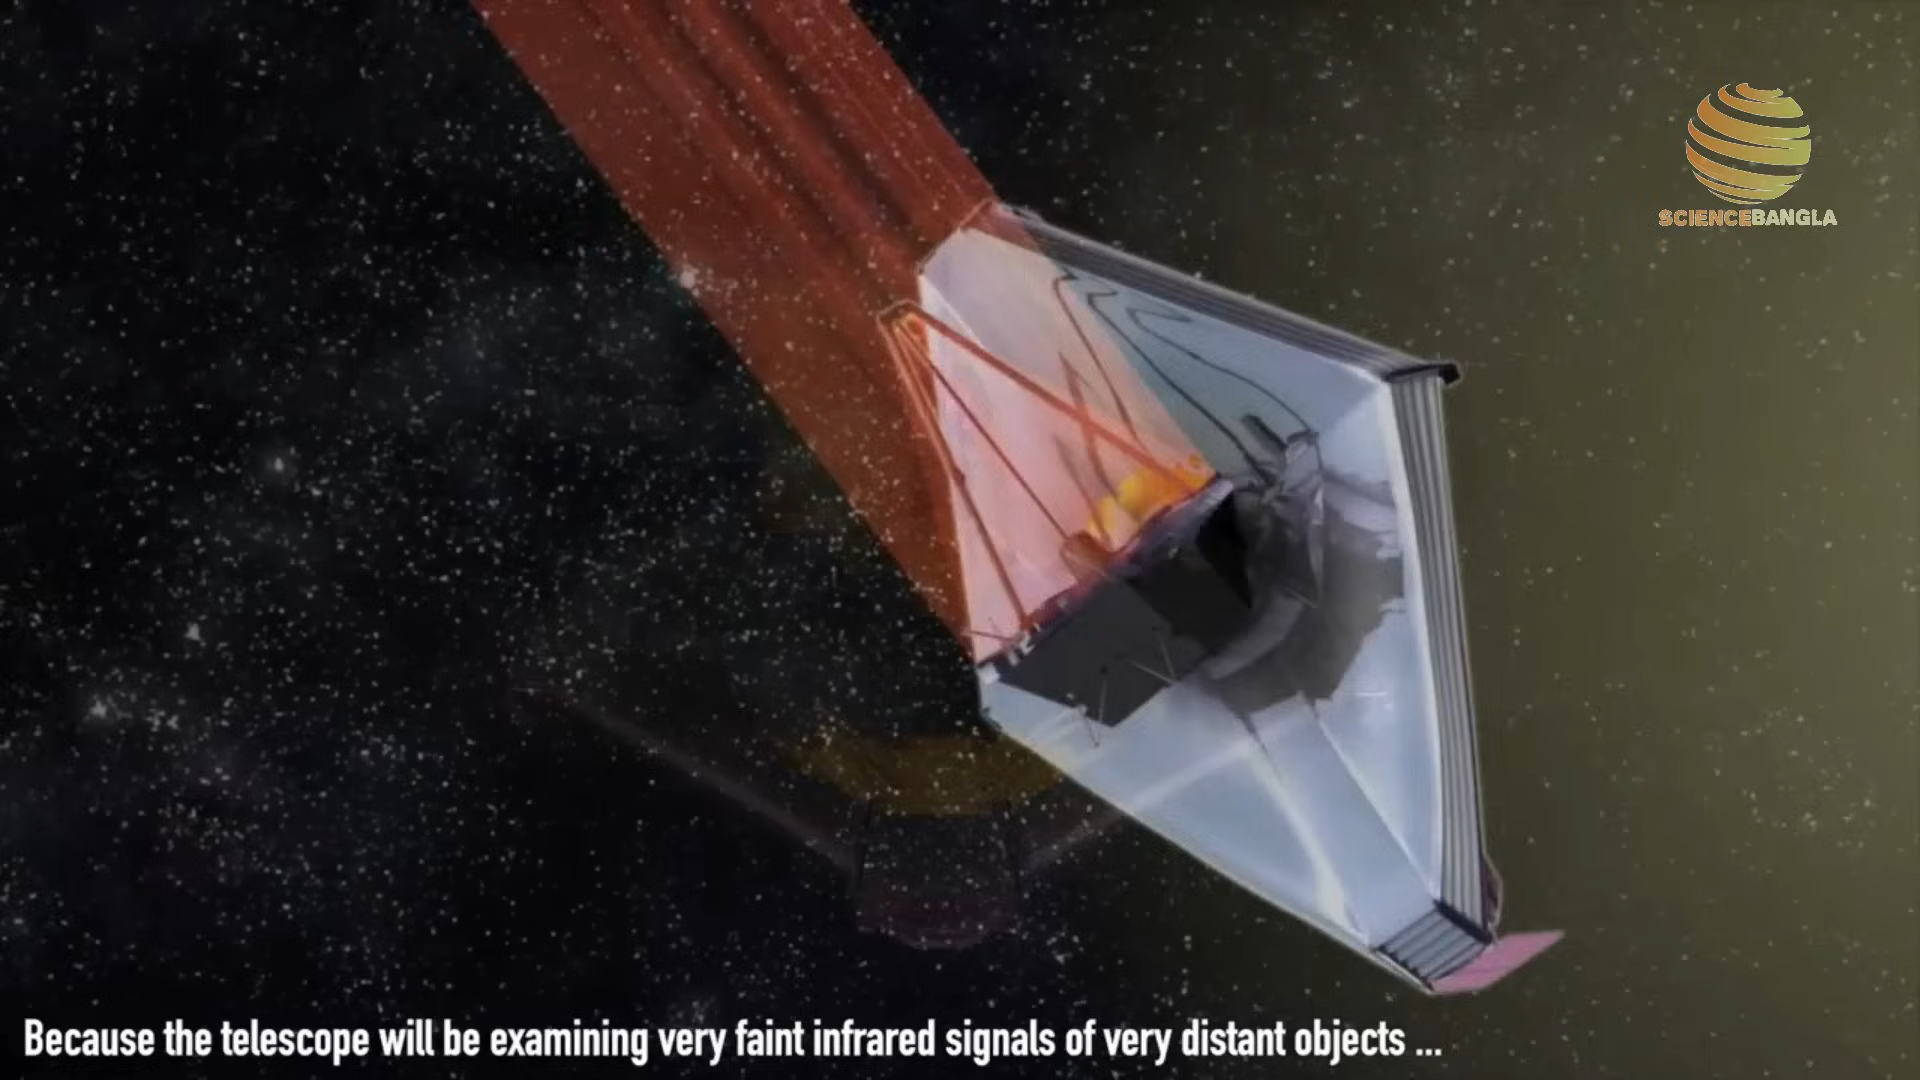 SCIENCEBANGLA
Because the telescope will be examining very faint infrared signals of very distant objects ...